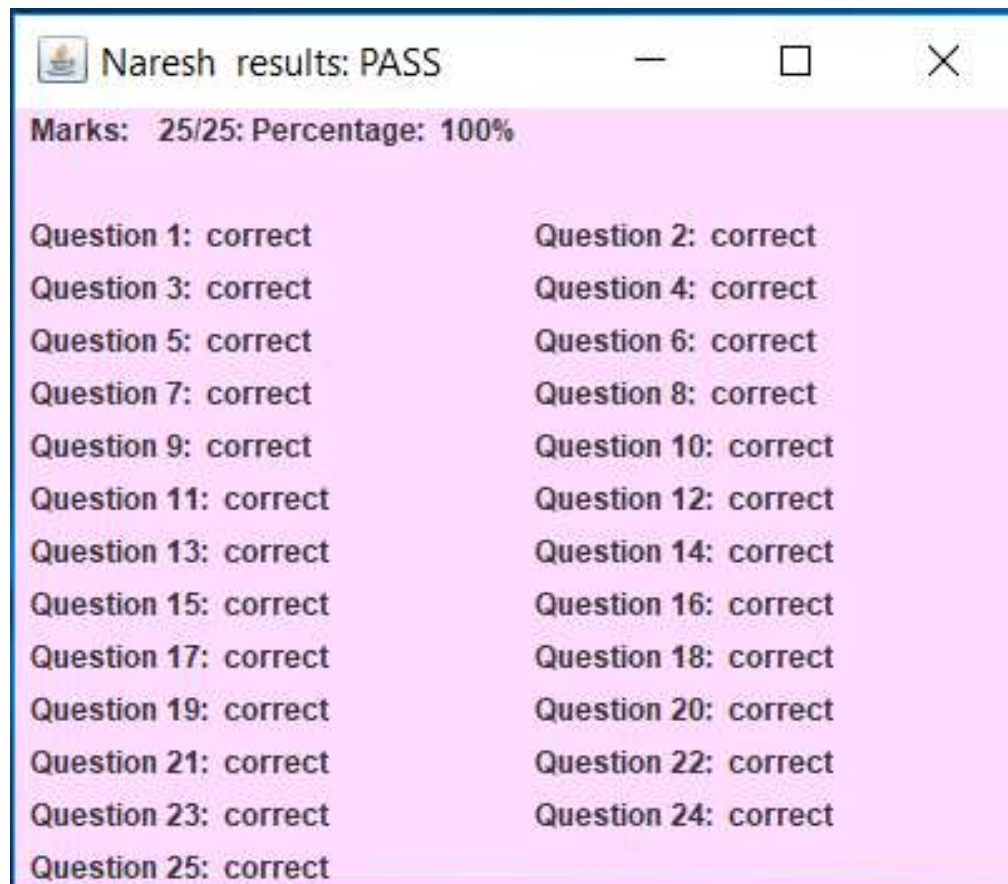 Naresh results: PASS
Marks: 25/25: Percentage: 100%
Question 1: correct Question 2: correct
Question 3: correct Question 4: correct
Question 5: correct Question 6: correct
Question 7: correct Question 8: correct
Question 9: correct Question 10: correct
Question 11: correct Question 12: correct
Question 13: correct Question 14: correct
Question 15: correct Question 16: correct
Question 17: correct Question 18: correct
Question 19: correct Question 20: correct
Question 21: correct Question 22: correct
Question 23: correct Question 24: correct
Question 25: correct